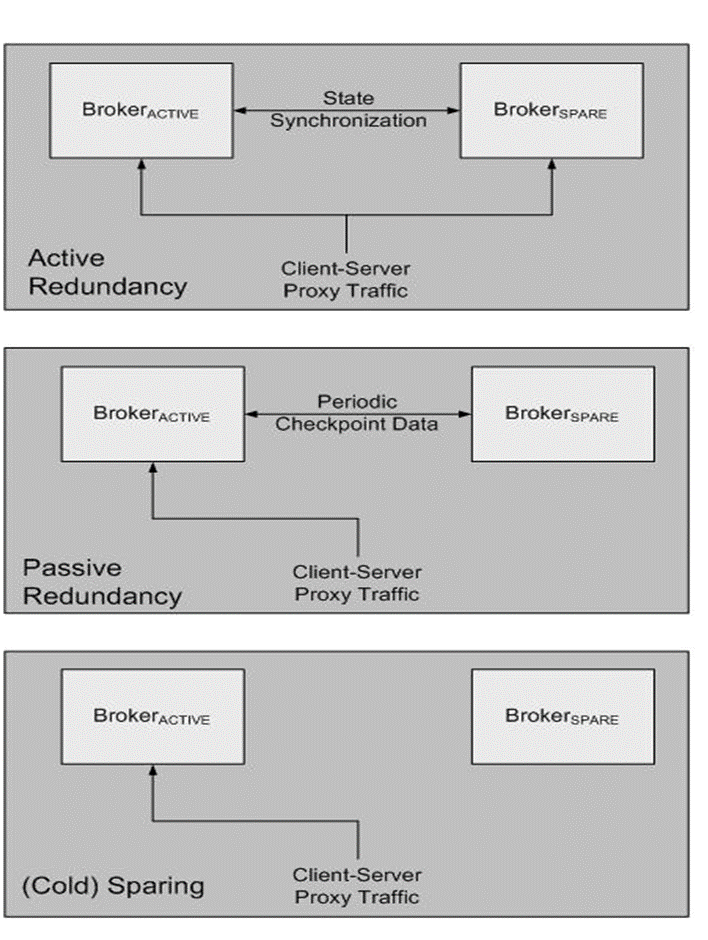 BrokerACTIVE
State
Synchronization
BrokerSPARE
Active
Redundancy
Client-Server
Proxy Traffic
BrokerACTIVE
Periodic
Checkpoint Data
BrokerSPARE
Passive
Redundancy
Client-Server
Proxy Traffic
BrokerACTIVE
BrokerSPARE
(Cold) Sparing
Client-Server
Proxy Traffic